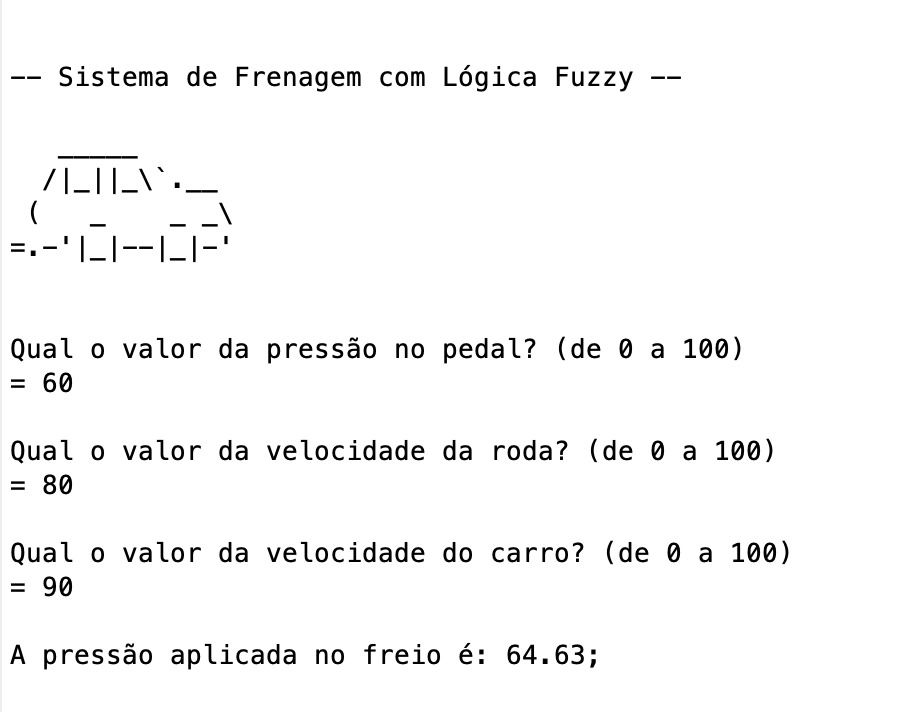 -- Sistema de Frenagem com Lógica Fuzzy --
   _____
  /|_||_\`.__
 (   _    _ _\
=.-'|_|--|_|-'
Qual o valor da pressão no pedal? (de 0 a 100)
= 60
Qual o valor da velocidade da roda? (de 0 a 100)
= 80
Qual o valor da velocidade do carro? (de 0 a 100)
= 90
A pressão aplicada no freio é: 64.63;